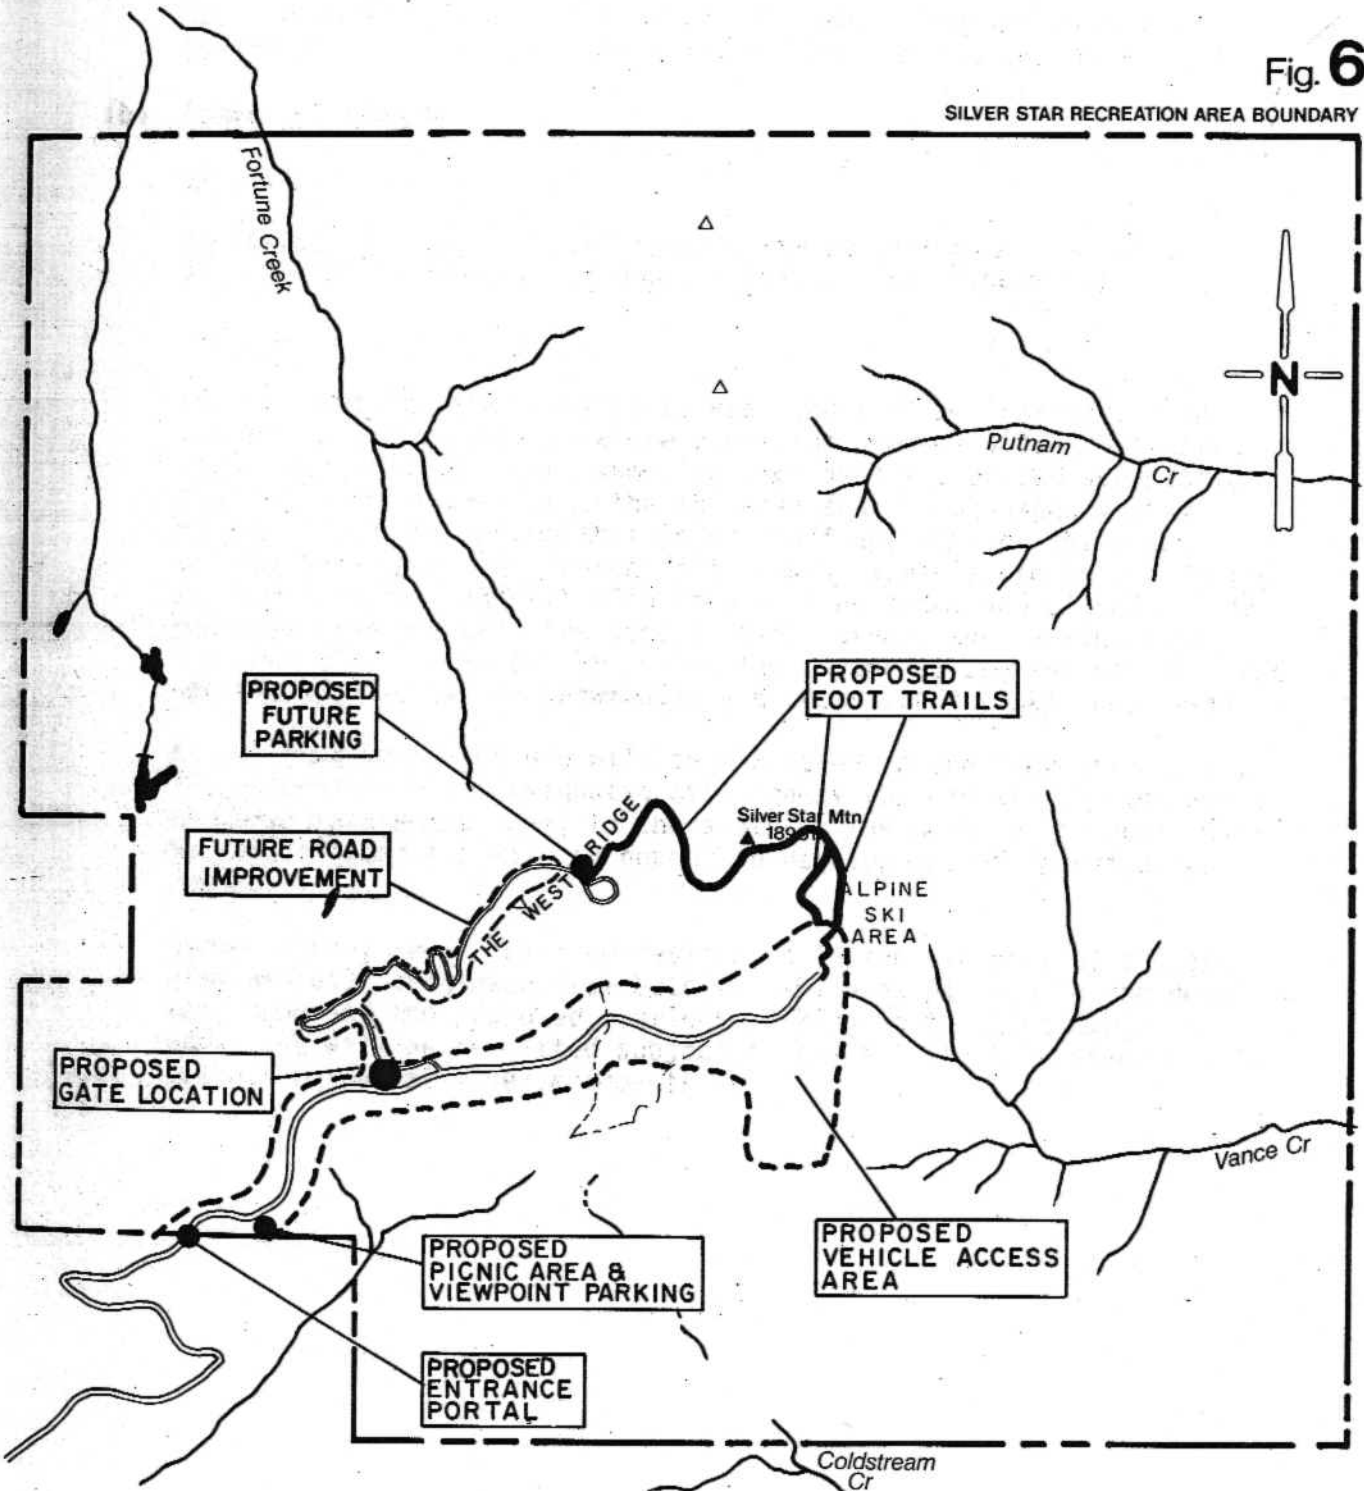 Fig. 6
SILVER STAR RECREATION AREA BOUNDARY
Fortune Creek
N
Putnam
Cr
PROPOSED
FUTURE
PARKING
PROPOSED
FOOT TRAILS
Silver Star Mtn.
FUTURE ROAD
IMPROVEMENT
THE WEST RIDGE
ALPINE
SKI
AREA
PROPOSED
GATE LOCATION
Vance Cr
PROPOSED
PICNIC AREA &
VIEWPOINT PARKING
PROPOSED
VEHICLE ACCESS
AREA
PROPOSED
ENTRANCE
PORTAL
Coldstream
Cr